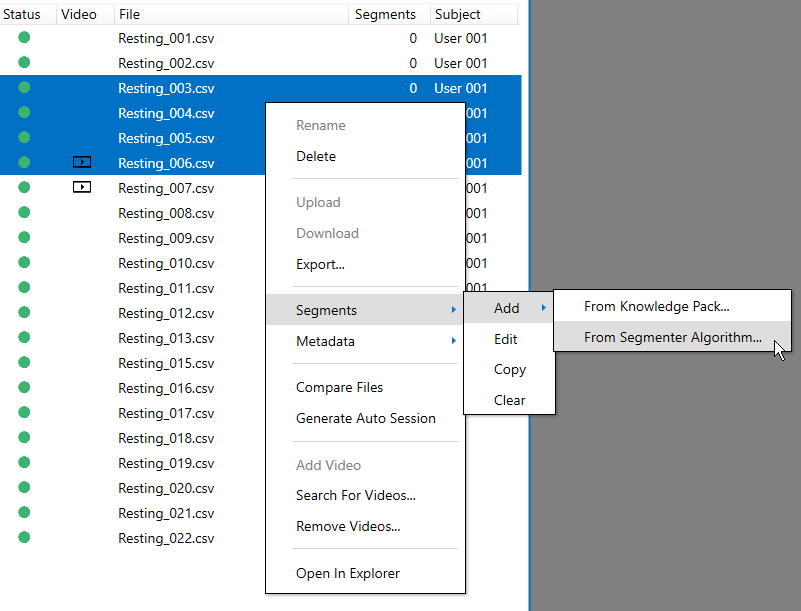 Status Video File Segments Subject
Resting_001.csv 0 User 001
Resting_002.csv 0 User 001
Resting_003.csv 0 User 001
Resting_004.csv 001
Resting_005.csv 001
Resting_006.csv 001
Resting_007.csv 001
Resting_008.csv 001
Resting_009.csv 001
Resting_010.csv 001
Resting_011.csv 001
Resting_012.csv
Resting_013.csv
Resting_015.csv
Resting_016.csv
Resting_017.csv
Resting_018.csv
Resting_019.csv
Resting_020.csv
Resting_021.csv
Resting_022.csv
Rename
Delete
Upload
Download
Export...
Segments
Metadata
Compare Files
Generate Auto Session
Add Video
Search For Videos...
Remove Videos...
Open In Explorer
Add
Edit
Copy
Clear
From Knowledge Pack...
From Segmenter Algorithm...